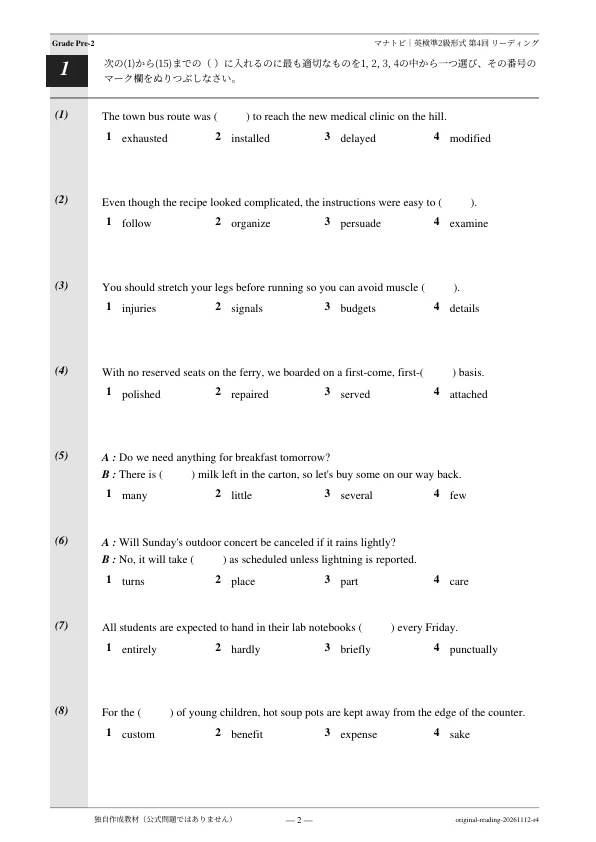 Grade Pre-2
マナトビ｜英検準2級形式 第4回 リーディング
1
次の(1)から(15)までの（ ）に入れるのに最も適切なものを1, 2, 3, 4の中から一つ選び、その番号の
マーク欄をぬりつぶしなさい。
(1) The town bus route was ( ) to reach the new medical clinic on the hill.
1 exhausted 2 installed 3 delayed 4 modified
(2) Even though the recipe looked complicated, the instructions were easy to ( ).
1 follow 2 organize 3 persuade 4 examine
(3) You should stretch your legs before running so you can avoid muscle ( ).
1 injuries 2 signals 3 budgets 4 details
(4) With no reserved seats on the ferry, we boarded on a first-come, first-( ) basis.
1 polished 2 repaired 3 served 4 attached
(5) A : Do we need anything for breakfast tomorrow?
B : There is ( ) milk left in the carton, so let's buy some on our way back.
1 many 2 little 3 several 4 few
(6) A : Will Sunday's outdoor concert be canceled if it rains lightly?
B : No, it will take ( ) as scheduled unless lightning is reported.
1 turns 2 place 3 part 4 care
(7) All students are expected to hand in their lab notebooks ( ) every Friday.
1 entirely 2 hardly 3 briefly 4 punctually
(8) For the ( ) of young children, hot soup pots are kept away from the edge of the counter.
1 custom 2 benefit 3 expense 4 sake
独自作成教材（公式問題ではありません）
— 2 —
original-reading-20261112-r4